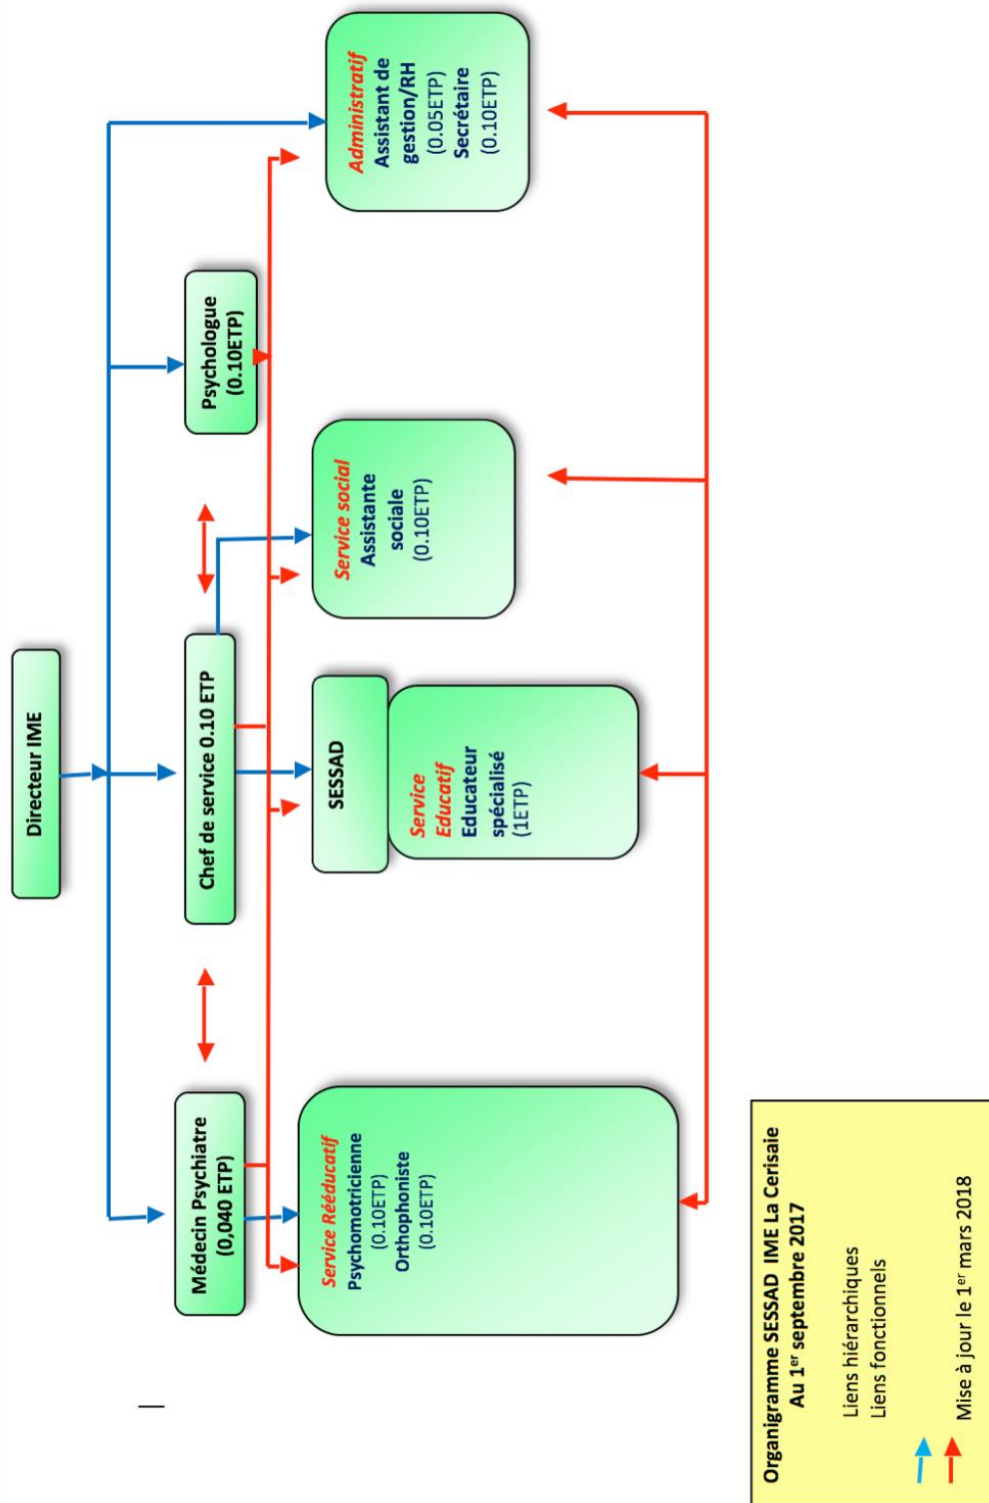 Directeur IME
Médecin Psychiatre
(0,040 ETP)
Chef de service 0.10 ETP
Psychologue
(0.10ETP)
Service Rééducatif
Psychomotricienne
(0.10ETP)
Orthophoniste
(0.10ETP)
SESSAD
Service
Educatif
Educateur
spécialisé
(1ETP)
Service social
Assistante
sociale
(0.10ETP)
Administratif
Assistant de
gestion/RH
(0.05ETP)
Secrétaire
(0.10ETP)
Organigramme SESSAD IME La Cerisaie
Au 1er septembre 2017
Liens hiérarchiques
Liens fonctionnels
Mise à jour le 1er mars 2018